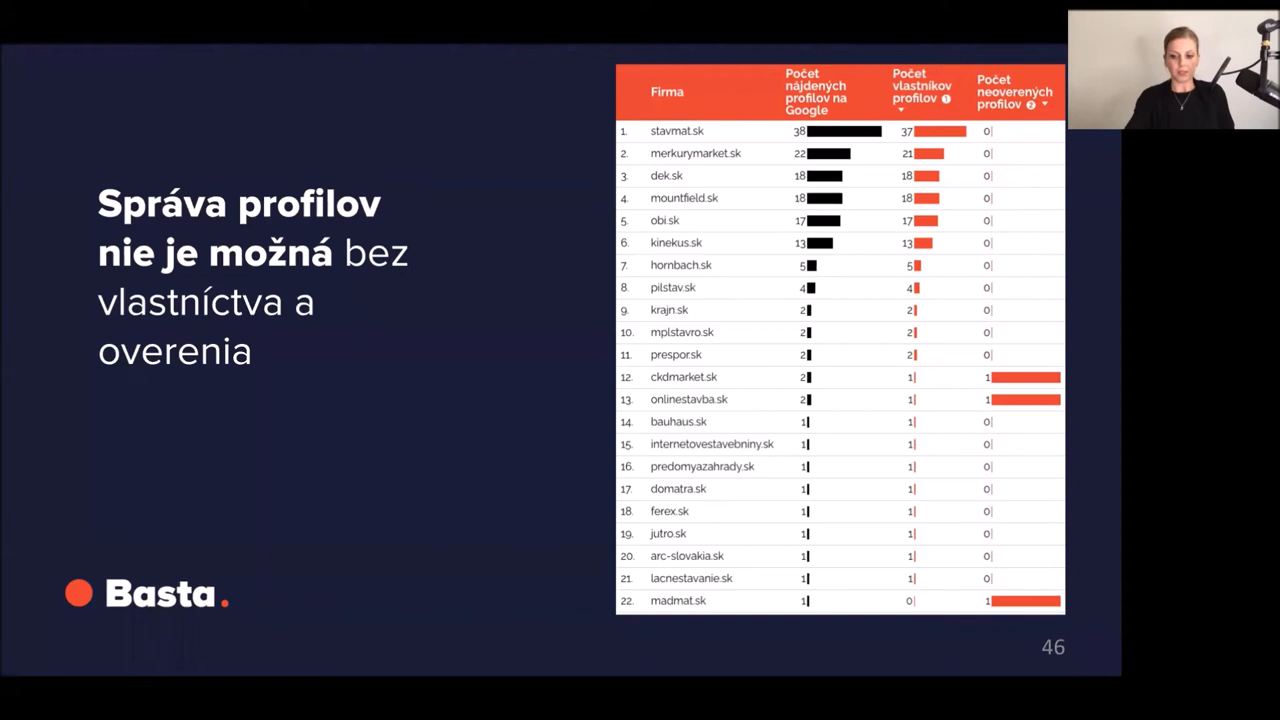 Správa profilov
nie je možná bez
vlastníctva a
overenia
Basta.
Firma Počet nájdených profilov na Google Počet vlastníkov profilov 1 Počet neoverených profilov 2
1. stavmat.sk 38 37 0
2. merkurymarket.sk 22 21 0
3. dek.sk 18 18 0
4. mountfield.sk 18 18 0
5. obi.sk 17 17 0
6. kinekus.sk 13 13 0
7. hornbach.sk 5 5 0
8. pilstav.sk 4 4 0
9. krajn.sk 2 2 0
10. mplstavro.sk 2 2 0
11. prespor.sk 2 2 0
12. ckdmarket.sk 2 1 1
13. onlinestavba.sk 2 1 1
14. bauhaus.sk 1 1 0
15. internetovestavebniny.sk 1 1 0
16. predomyazahrady.sk 1 1 0
17. domatra.sk 1 1 0
18. ferex.sk 1 1 0
19. jutro.sk 1 1 0
20. arc-slovakia.sk 1 1 0
21. lacnestavanie.sk 1 1 0
22. madmat.sk 1 0 1
46